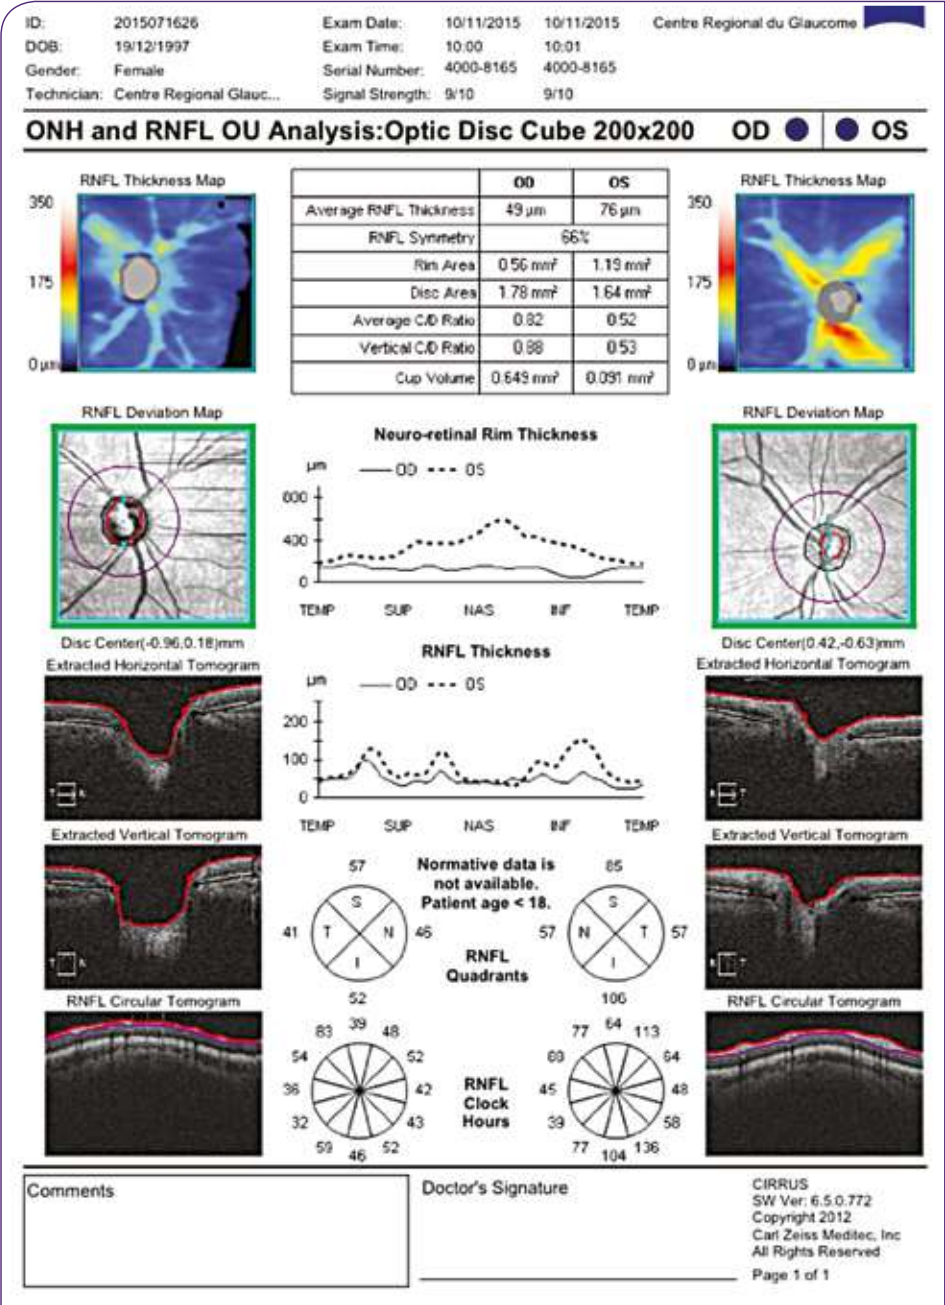 ID: 2015071626 Exam Date: 10/11/2015 10/11/2015 Centre Regional du Glaucome
DOB: 19/12/1997 Exam Time: 10:00 10:01
Gender: Female Serial Number: 4000-8165 4000-8165
Technician: Centre Regional Glauc... Signal Strength: 9/10 9/10
ONH and RNFL OU Analysis:Optic Disc Cube 200x200 OD OS
RNFL Thickness Map
350
175
0 µm
OD OS
Average RNFL Thickness 49 µm 76 µm
RNFL Symmetry 66%
Rim Area 0.56 mm² 1.19 mm²
Disc Area 1.78 mm² 1.64 mm²
Average C/D Ratio 0.82 0.52
Vertical C/D Ratio 0.88 0.53
Cup Volume 0.649 mm³ 0.091 mm³
RNFL Thickness Map
350
175
0 µm
RNFL Deviation Map
Disc Center(-0.96,0.18)mm
Extracted Horizontal Tomogram
T N
Extracted Vertical Tomogram
T N
RNFL Circular Tomogram
Neuro-retinal Rim Thickness
µm OD OS
800
400
0
TEMP SUP NAS INF TEMP
RNFL Thickness
µm OD OS
200
100
0
TEMP SUP NAS INF TEMP
57
S
41 T N 45
I
52
Normative data is
not available.
Patient age < 18.
RNFL
Quadrants
85
S
57 N T 57
I
106
83 39 48
54 52
36 42
32 43
59 46 52
RNFL
Clock
Hours
77 64 113
69 64
45 48
39 58
77 104 136
RNFL Deviation Map
Disc Center(0.42,-0.63)mm
Extracted Horizontal Tomogram
N T
Extracted Vertical Tomogram
N T
RNFL Circular Tomogram
Comments
Doctor's Signature
CIRRUS
SW Ver: 6.5.0.772
Copyright 2012
Carl Zeiss Meditec, Inc
All Rights Reserved
Page 1 of 1